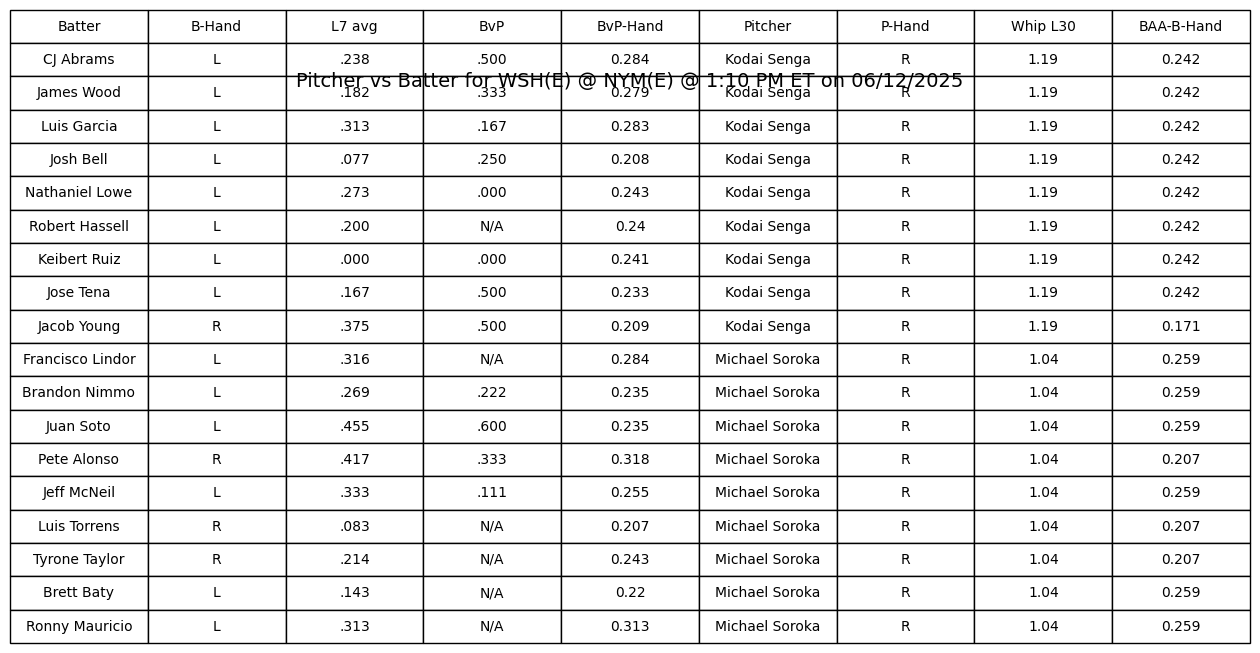 Batter B-Hand L7 avg BvP BvP-Hand Pitcher P-Hand Whip L30 BAA-B-Hand
CJ Abrams L .238 .500 0.284 Kodai Senga R 1.19 0.242
Pitcher vs Batter for WSH(E) @ NYM(E) @ 1:10 PM ET on 06/12/2025
James Wood L .182 .333 0.279 Kodai Senga R 1.19 0.242
Luis Garcia L .313 .167 0.283 Kodai Senga R 1.19 0.242
Josh Bell L .077 .250 0.208 Kodai Senga R 1.19 0.242
Nathaniel Lowe L .273 .000 0.243 Kodai Senga R 1.19 0.242
Robert Hassell L .200 N/A 0.24 Kodai Senga R 1.19 0.242
Keibert Ruiz L .000 .000 0.241 Kodai Senga R 1.19 0.242
Jose Tena L .167 .500 0.233 Kodai Senga R 1.19 0.242
Jacob Young R .375 .500 0.209 Kodai Senga R 1.19 0.171
Francisco Lindor L .316 N/A 0.284 Michael Soroka R 1.04 0.259
Brandon Nimmo L .269 .222 0.235 Michael Soroka R 1.04 0.259
Juan Soto L .455 .600 0.235 Michael Soroka R 1.04 0.259
Pete Alonso R .417 .333 0.318 Michael Soroka R 1.04 0.207
Jeff McNeil L .333 .111 0.255 Michael Soroka R 1.04 0.259
Luis Torrens R .083 N/A 0.207 Michael Soroka R 1.04 0.207
Tyrone Taylor R .214 N/A 0.243 Michael Soroka R 1.04 0.207
Brett Baty L .143 N/A 0.22 Michael Soroka R 1.04 0.259
Ronny Mauricio L .313 N/A 0.313 Michael Soroka R 1.04 0.259